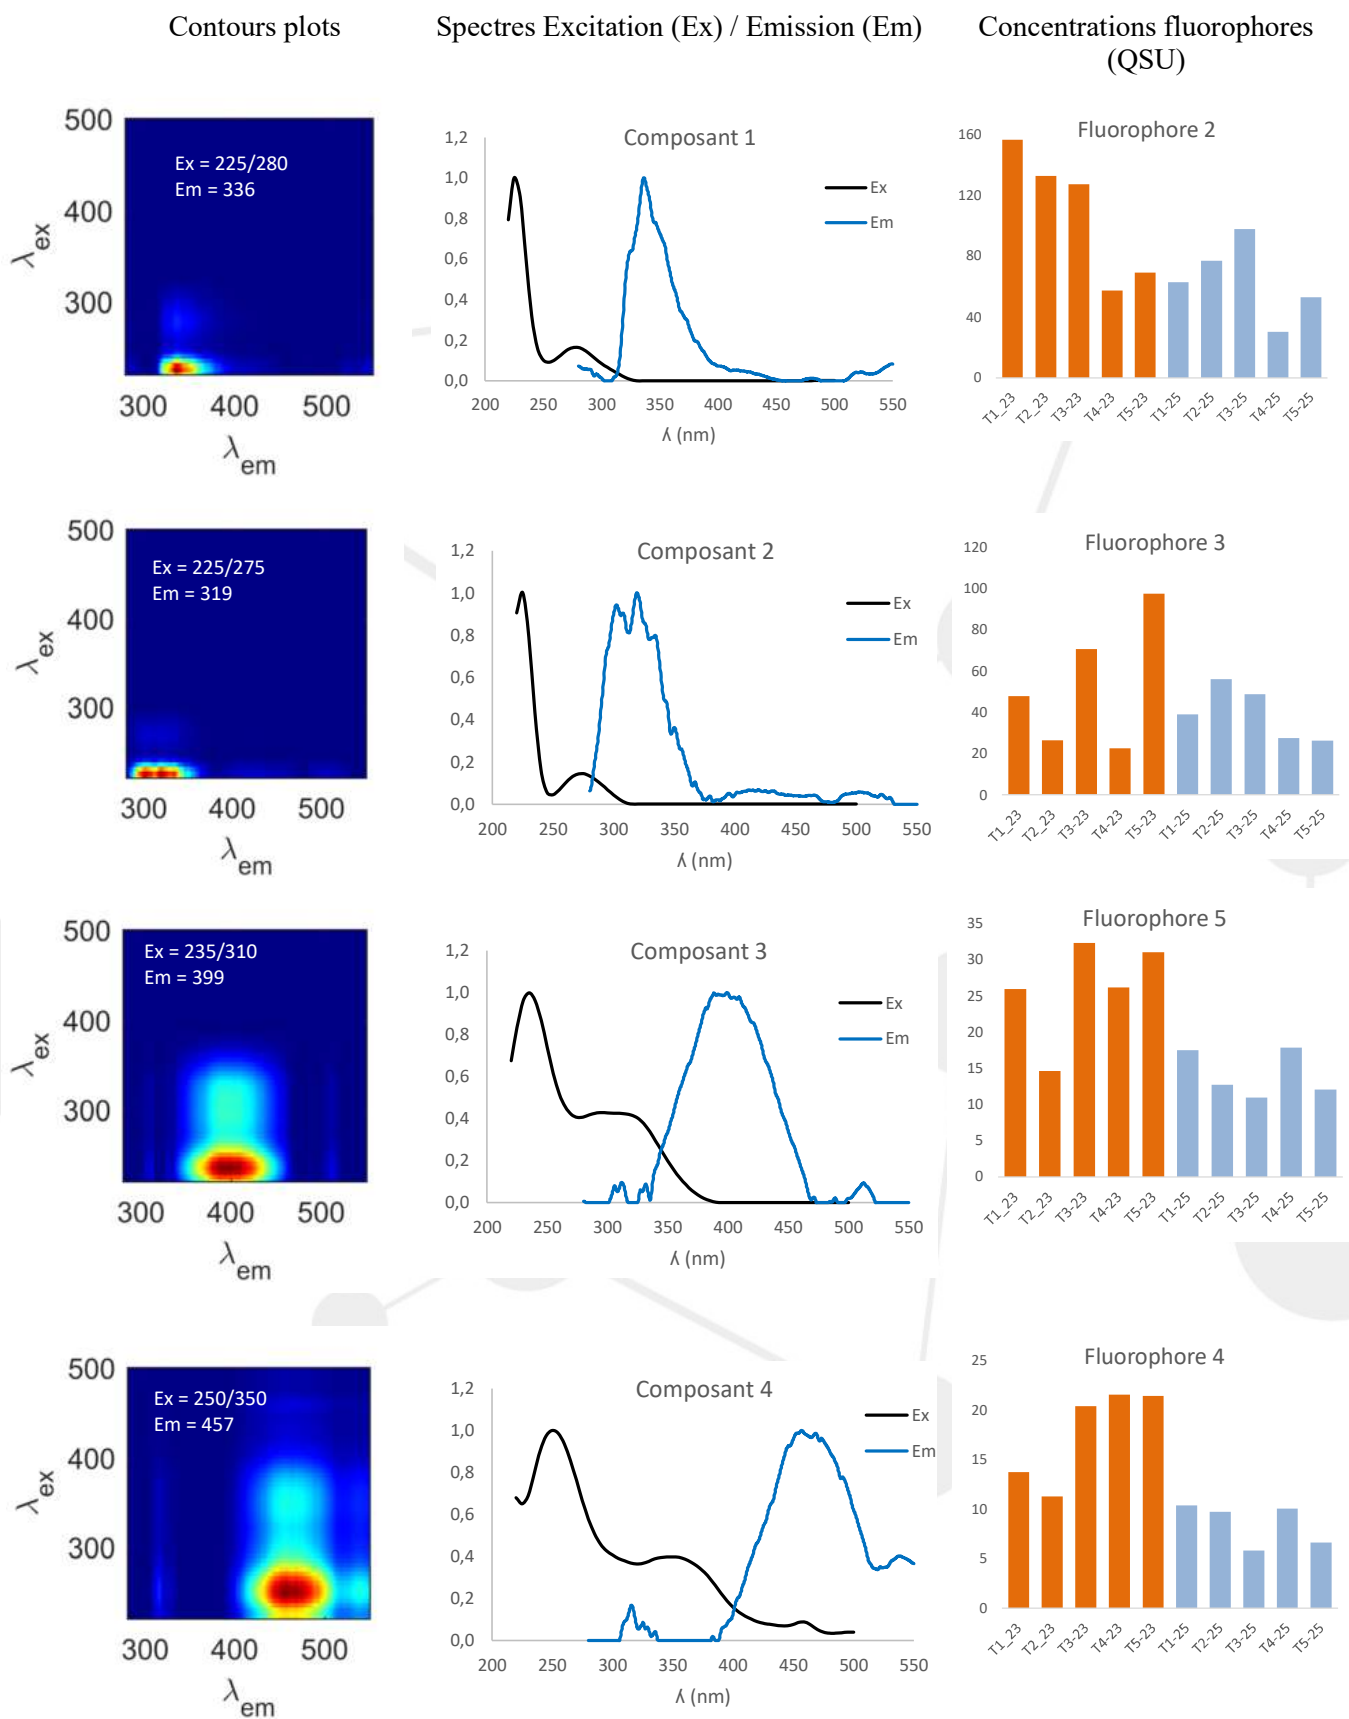 Contours plots
Spectres Excitation (Ex) / Emission (Em)
Concentrations fluorophores
(QSU)
500
400
300
λex
Ex = 225/280
Em = 336
300 400 500
λem
Composant 1
1,2
1,0
0,8
0,6
0,4
0,2
0,0
Ex
Em
200 250 300 350 400 450 500 550
λ (nm)
Fluorophore 2
160
120
80
40
0
T1_23 T2_23 T3-23 T4-23 T5-23 T1-25 T2-25 T3-25 T4-25 T5-25
500
400
300
λex
Ex = 225/275
Em = 319
300 400 500
λem
Composant 2
1,2
1,0
0,8
0,6
0,4
0,2
0,0
Ex
Em
200 250 300 350 400 450 500 550
λ (nm)
Fluorophore 3
120
100
80
60
40
20
0
T1_23 T2_23 T3-23 T4-23 T5-23 T1-25 T2-25 T3-25 T4-25 T5-25
500
400
300
λex
Ex = 235/310
Em = 399
300 400 500
λem
Composant 3
1,2
1,0
0,8
0,6
0,4
0,2
0,0
Ex
Em
200 250 300 350 400 450 500 550
λ (nm)
Fluorophore 5
35
30
25
20
15
10
5
0
T1_23 T2_23 T3-23 T4-23 T5-23 T1-25 T2-25 T3-25 T4-25 T5-25
500
400
300
λex
Ex = 250/350
Em = 457
300 400 500
λem
Composant 4
1,2
1,0
0,8
0,6
0,4
0,2
0,0
Ex
Em
200 250 300 350 400 450 500 550
λ (nm)
Fluorophore 4
25
20
15
10
5
0
T1_23 T2_23 T3-23 T4-23 T5-23 T1-25 T2-25 T3-25 T4-25 T5-25